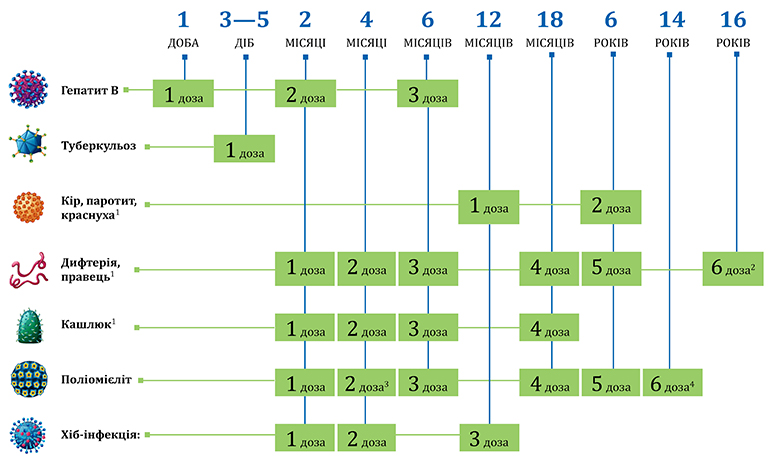 1 3—5 2 4 6 12 18 6 14 16
ДОБА ДІБ МІСЯЦІ МІСЯЦІ МІСЯЦІВ МІСЯЦІВ МІСЯЦІВ РОКІВ РОКІВ РОКІВ
Гепатит В 1 доза 2 доза 3 доза
Туберкульоз 1 доза
Кір, паротит,
краснуха¹ 1 доза 2 доза
Дифтерія,
правець¹ 1 доза 2 доза 3 доза 4 доза 5 доза 6 доза²
Кашлюк¹ 1 доза 2 доза 3 доза 4 доза
Поліомієліт 1 доза 2 доза³ 3 доза 4 доза 5 доза 6 доза⁴
Хіб-інфекція: 1 доза 2 доза 3 доза